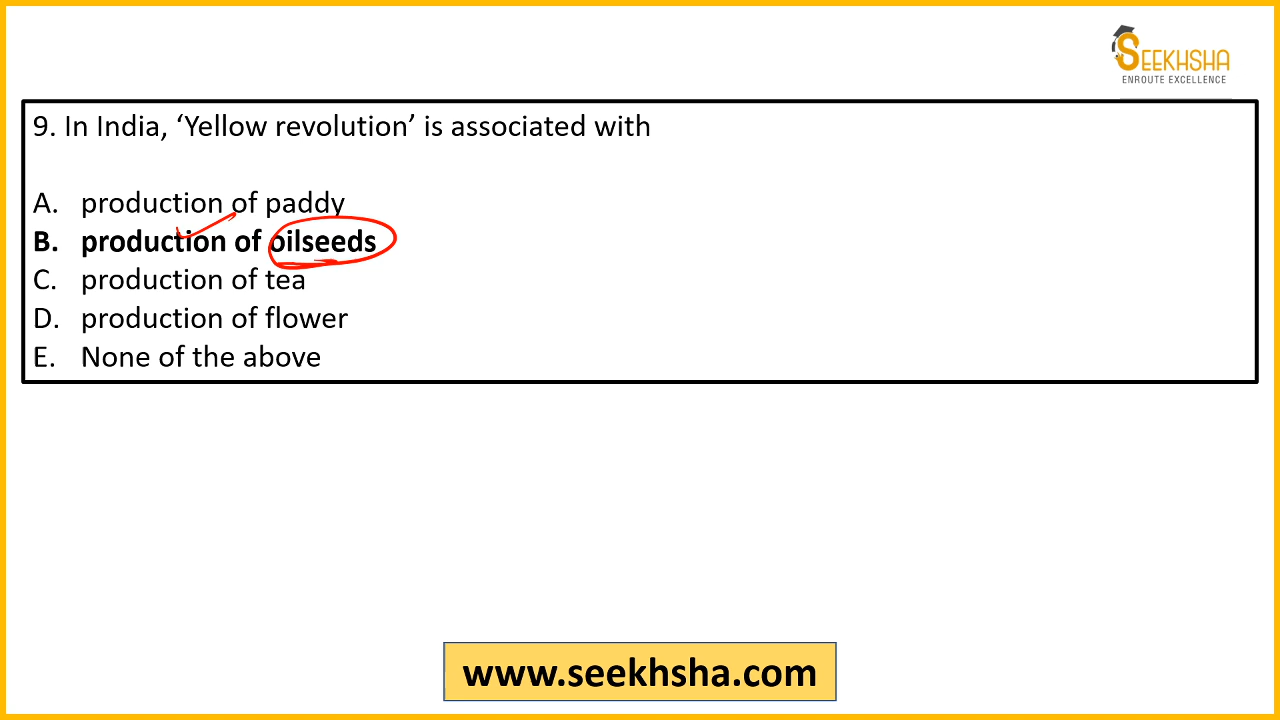 SEEKHSHA
ENROUTE EXCELLENCE
9. In India, ‘Yellow revolution’ is associated with
A. production of paddy
B. production of oilseeds
C. production of tea
D. production of flower
E. None of the above
www.seekhsha.com